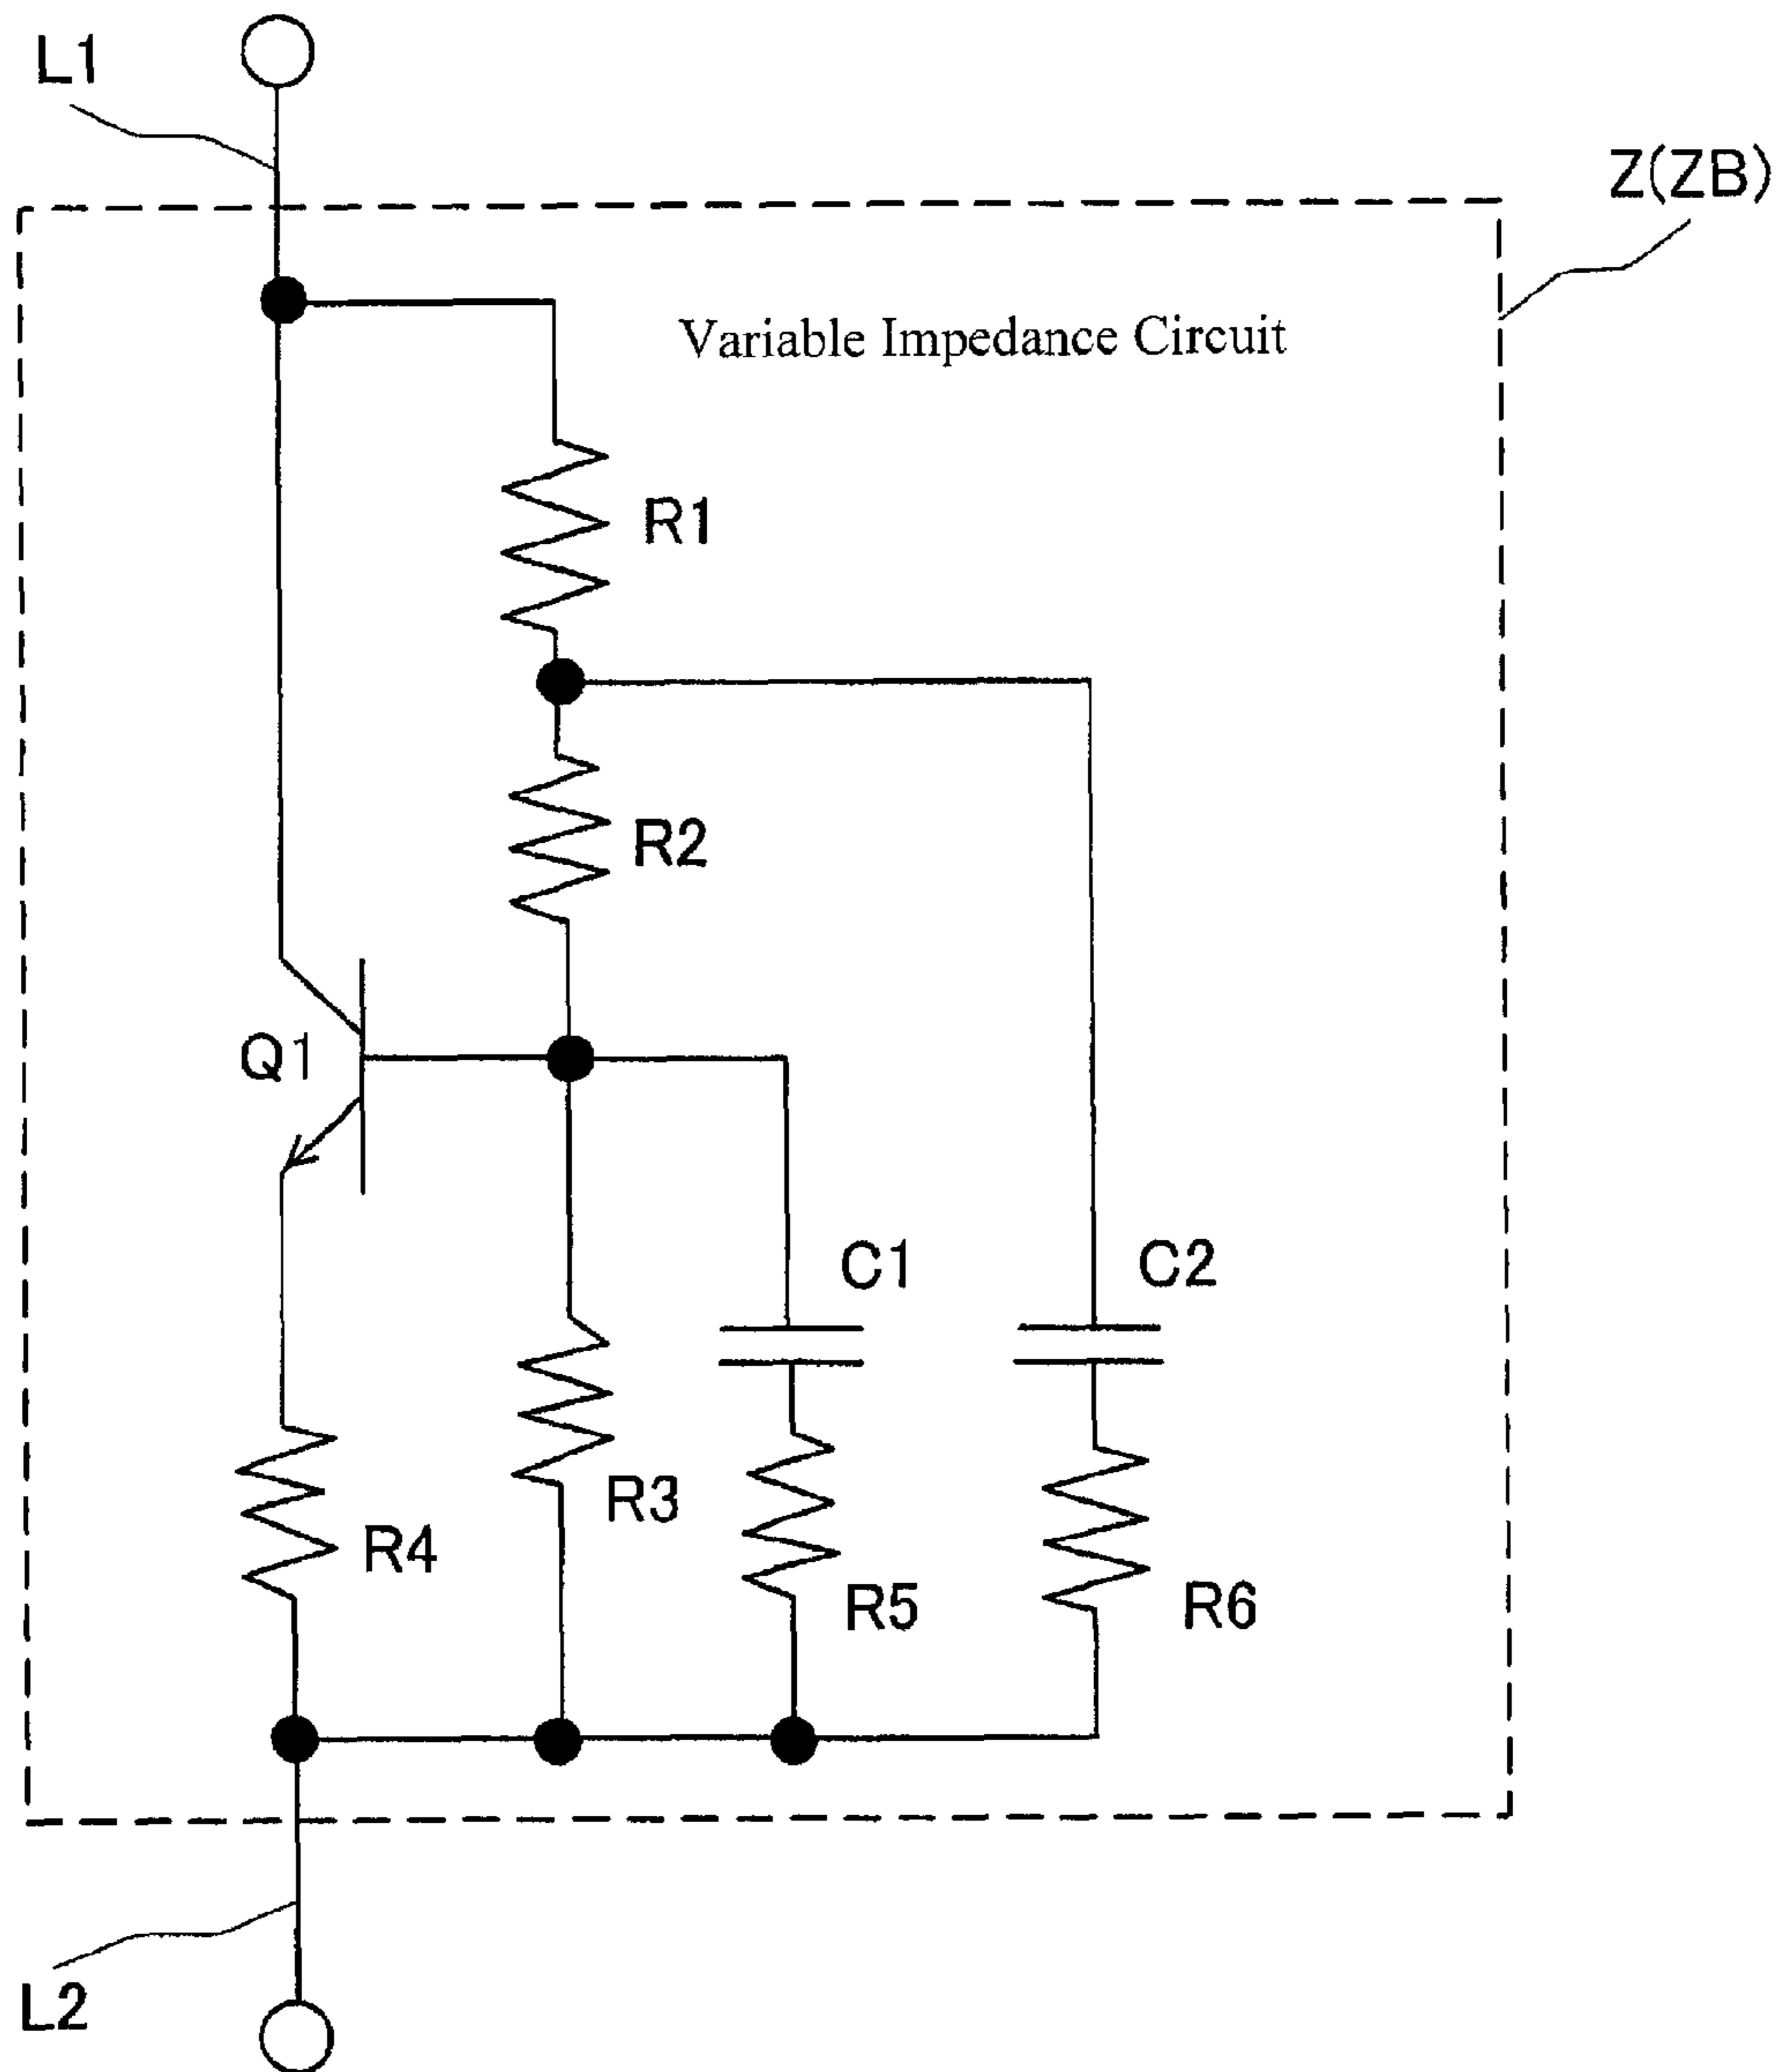 L1
Z(ZB)
Variable Impedance Circuit
R1
R2
Q1
C1
C2
R3
R4
R5
R6
L2